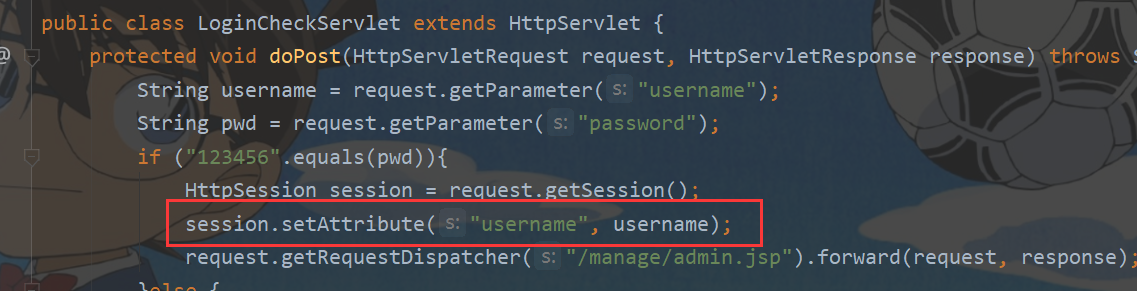 public class LoginCheckServlet extends HttpServlet {
@ protected void doPost(HttpServletRequest request, HttpServletResponse response) throws S
String username = request.getParameter( s: "username");
String pwd = request.getParameter( s: "password");
if ("123456".equals(pwd)){
HttpSession session = request.getSession();
session.setAttribute( s: "username", username);
request.getRequestDispatcher( s: "/manage/admin.jsp").forward(request, response);
}else {